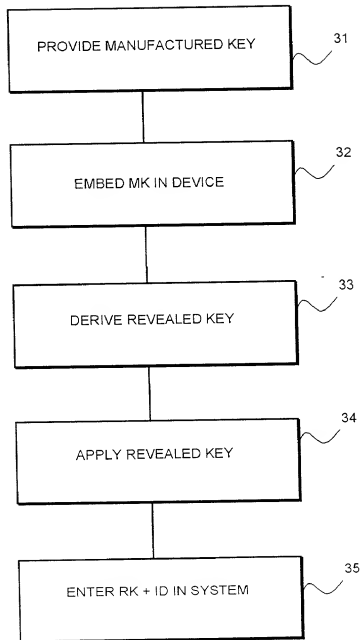 PROVIDE MANUFACTURED KEY
31
EMBED MK IN DEVICE
32
DERIVE REVEALED KEY
33
APPLY REVEALED KEY
34
ENTER RK + ID IN SYSTEM
35